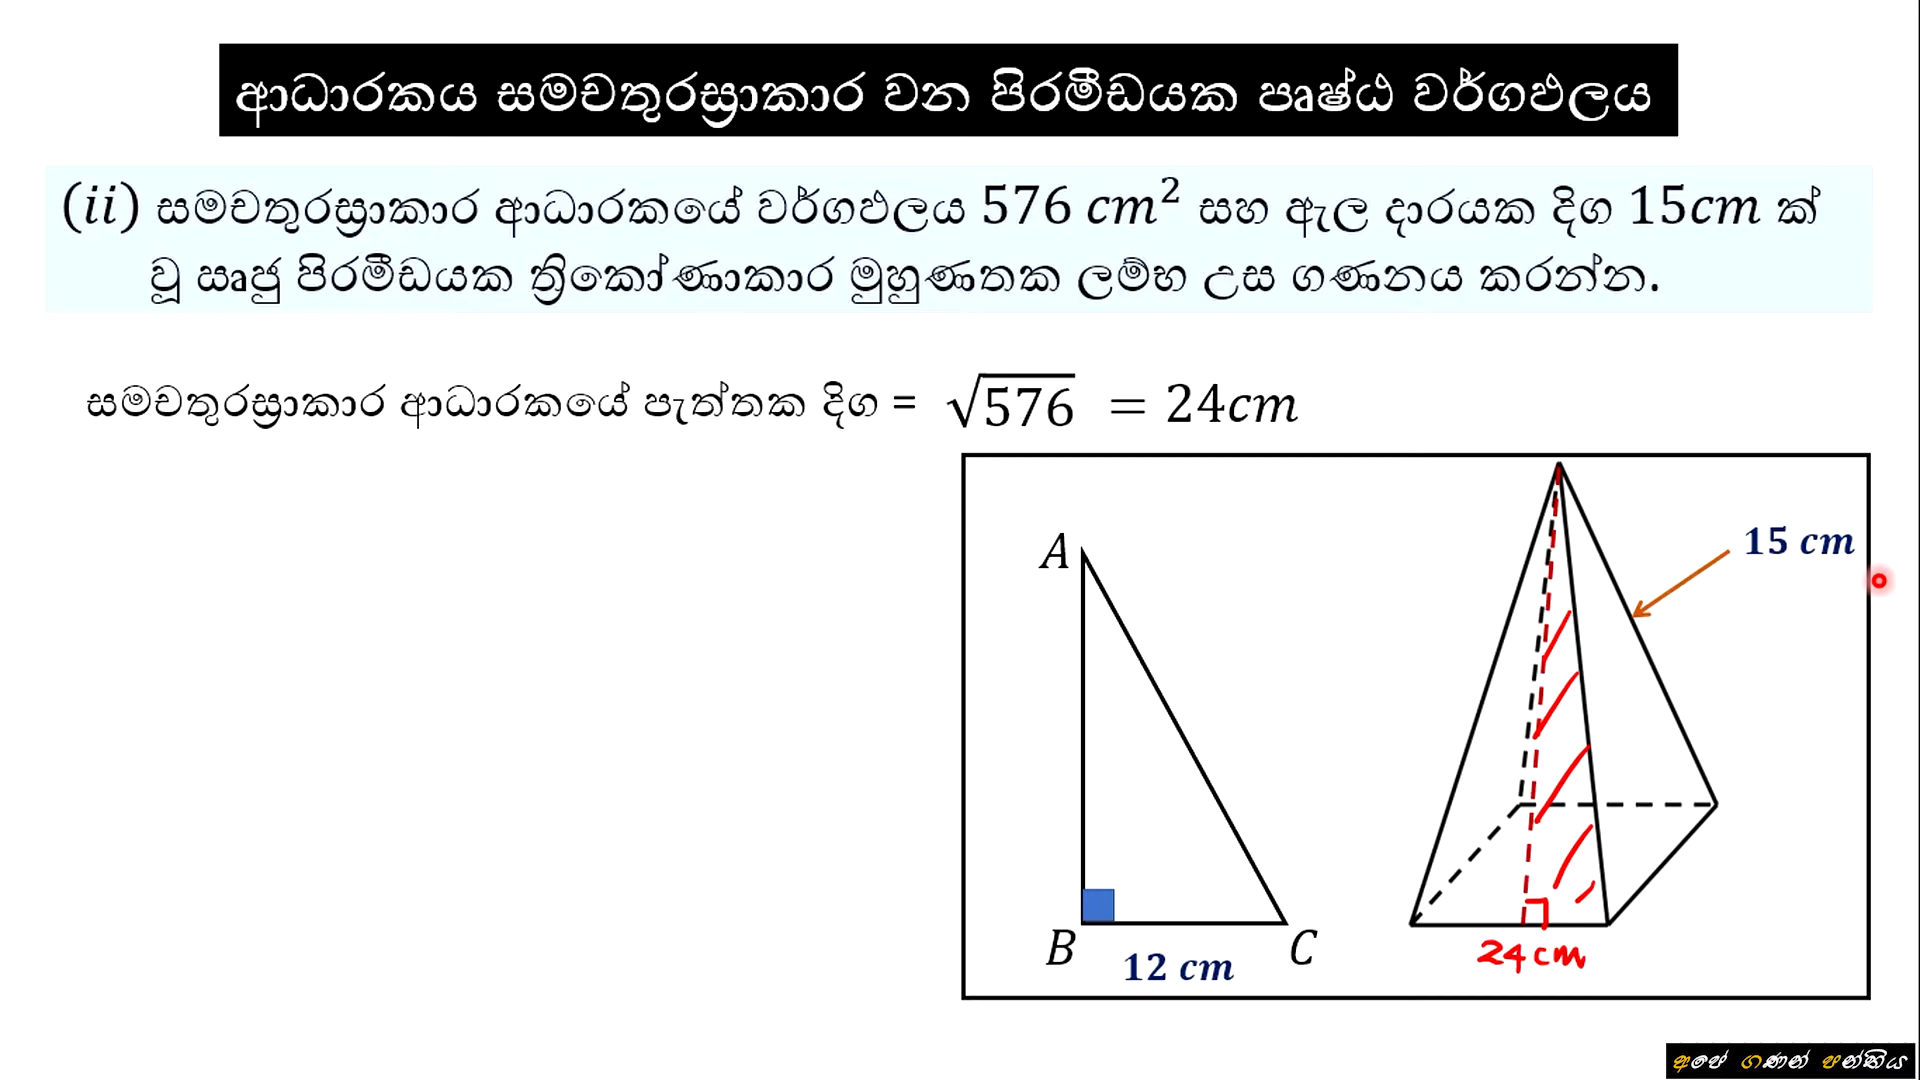 ආධාරකය සමචතුරස්‍රාකාර වන පිරමීඩයක පෘෂ්ඨ වර්ගඵලය
(ii) සමචතුරස්‍රාකාර ආධාරකයේ වර්ගඵලය 576 cm² සහ ඇල දාරයක දිග 15cm ක්
වූ ඍජු පිරමීඩයක ත්‍රිකෝණාකාර මුහුණතක ලම්භ උස ගණනය කරන්න.
සමචතුරස්‍රාකාර ආධාරකයේ පැත්තක දිග = √576 = 24cm
A
15 cm
B
12 cm
C
24 cm
අපේ ගණන් පන්තිය